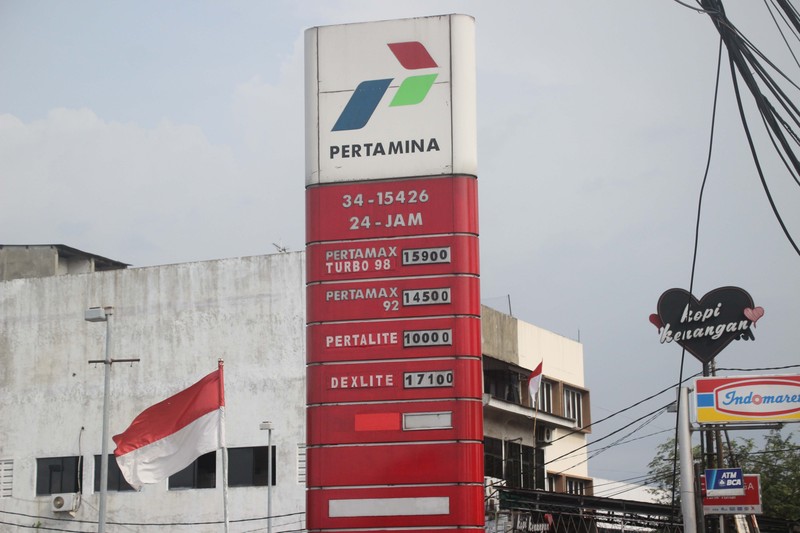 PERTAMINA
34-15426
24-JAM
PERTAMAX
TURBO 98 15900
PERTAMAX
92 14500
PERTALITE 10000
DEXLITE 17100
kopi
kenangan
Indomaret
ATM
BCA